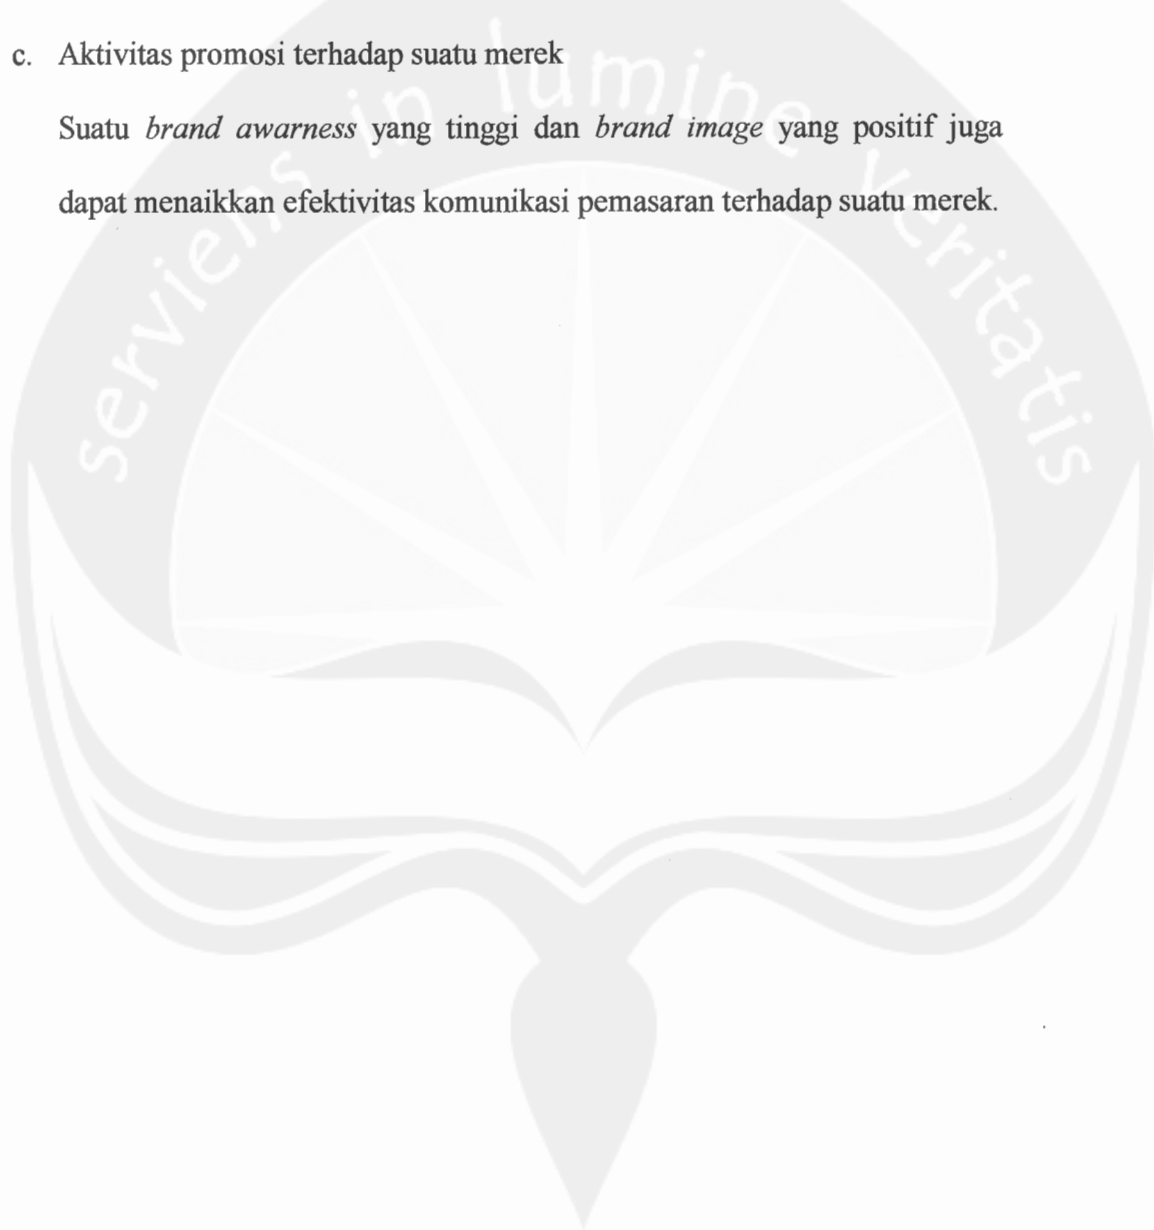 c. Aktivitas promosi terhadap suatu merek
Suatu brand awarness yang tinggi dan brand image yang positif juga
dapat menaikkan efektivitas komunikasi pemasaran terhadap suatu merek.
serviens in lumine veritatis